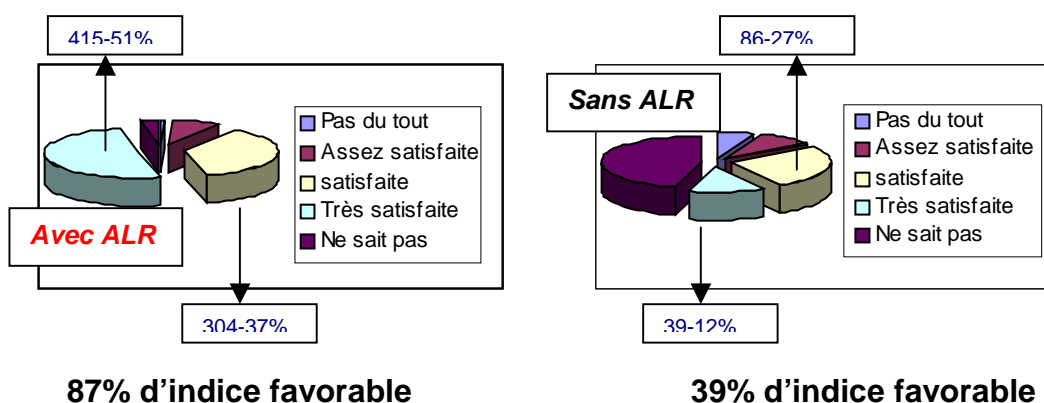 415-51%
Avec ALR
Pas du tout
Assez satisfaite
satisfaite
Très satisfaite
Ne sait pas
304-37%
87% d’indice favorable
86-27%
Sans ALR
Pas du tout
Assez satisfaite
satisfaite
Très satisfaite
Ne sait pas
39-12%
39% d’indice favorable